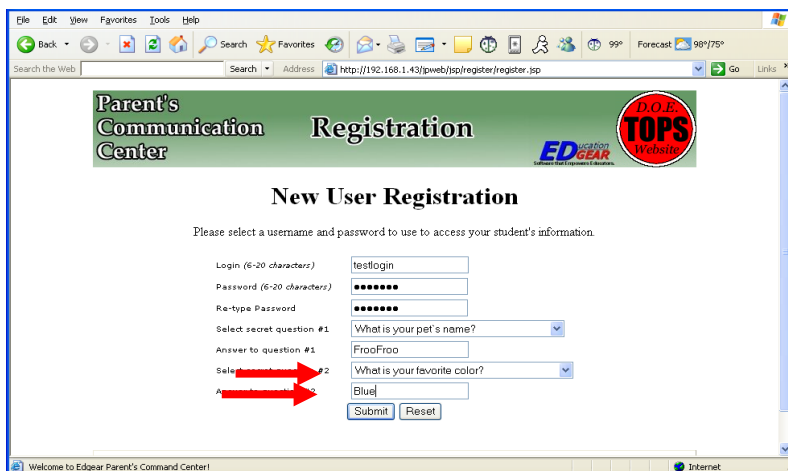 File Edit View Favorites Tools Help
Back Search Favorites 99° Forecast 98°/75°
Search the Web Search Address http://192.168.1.43/jpweb/jsp/register/register.jsp Go Links »
Parent's
Communication
Center
Registration
EDucation
GEAR
Software that Empowers Educators.
D.O.E.
TOPS
Website
New User Registration
Please select a username and password to use to access your student's information.
Login (6-20 characters) testlogin
Password (6-20 characters) •••••••
Re-type Password •••••••
Select secret question #1 What is your pet`s name?
Answer to question #1 FrooFroo
#2 What is your favorite color?
Blue
Submit Reset
Welcome to Edgear Parent's Command Center! Internet